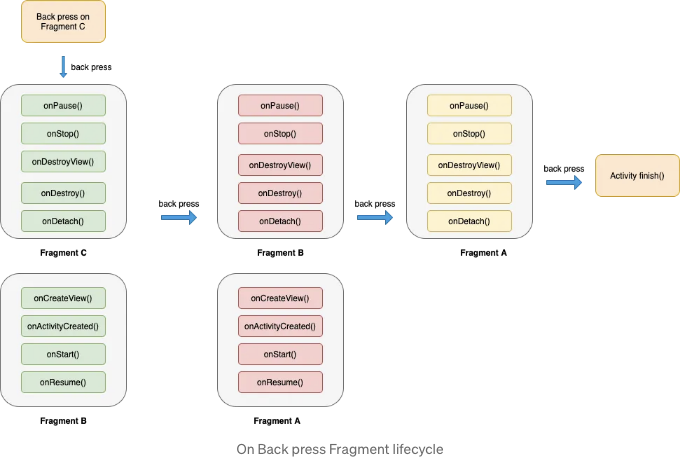 Back press on
Fragment C
back press
onPause()
onStop()
onDestroyView()
onDestroy()
onDetach()
Fragment C
back press
onPause()
onStop()
onDestroyView()
onDestroy()
onDetach()
Fragment B
back press
onPause()
onStop()
onDestroyView()
onDestroy()
onDetach()
Fragment A
back press
Activity finish()
onCreateView()
onActivityCreated()
onStart()
onResume()
Fragment B
onCreateView()
onActivityCreated()
onStart()
onResume()
Fragment A
On Back press Fragment lifecycle